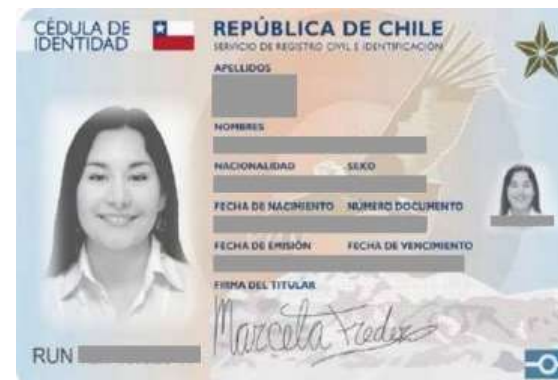 CÉDULA DE
IDENTIDAD
REPÚBLICA DE CHILE
SERVICIO DE REGISTRO CIVIL E IDENTIFICACIÓN
APELLIDOS
NOMBRES
NACIONALIDAD SEXO
FECHA DE NACIMIENTO NÚMERO DOCUMENTO
FECHA DE EMISIÓN FECHA DE VENCIMIENTO
FIRMA DEL TITULAR
Marcela
RUN